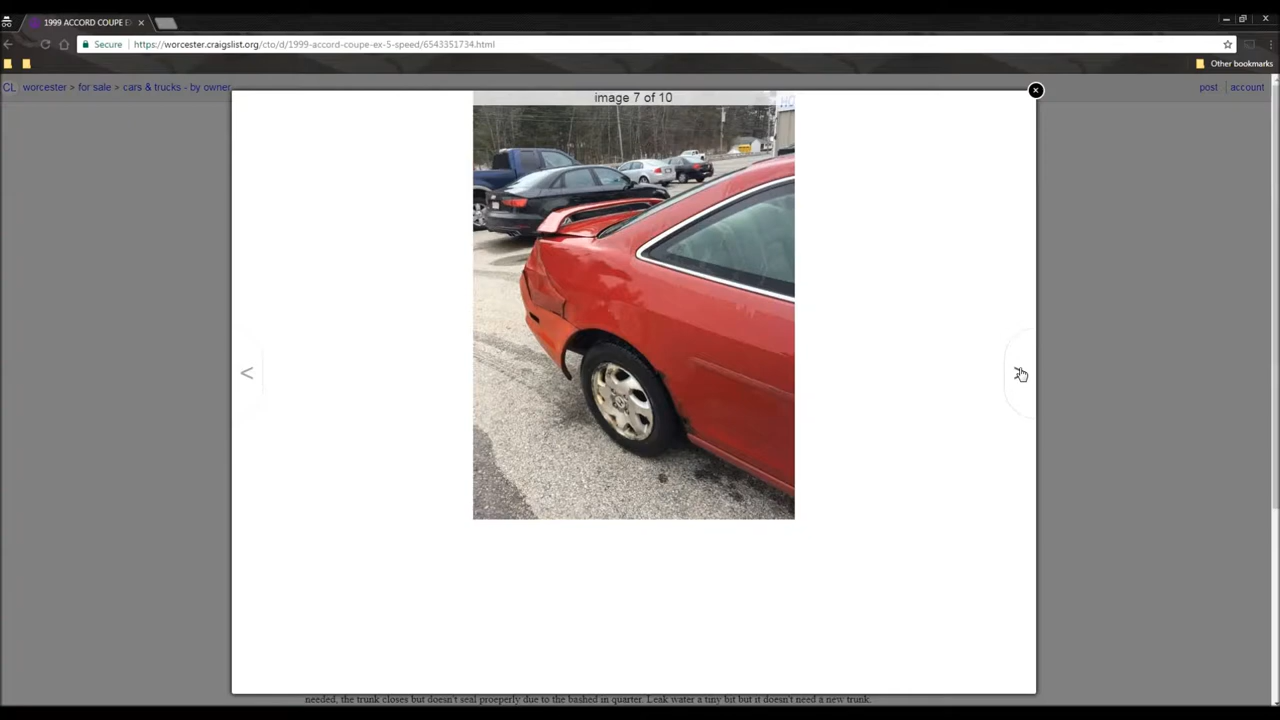 1999 ACCORD COUPE E
Secure
https://worcester.craigslist.org/cto/d/1999-accord-coupe-ex-5-speed/6543351734.html
Other bookmarks
CL worcester > for sale > cars & trucks - by owner
post account
image 7 of 10
HO
<
needed, the trunk closes but doesn't seal proeperly due to the bashed in quarter. Leak water a tiny bit but it doesn't need a new trunk.